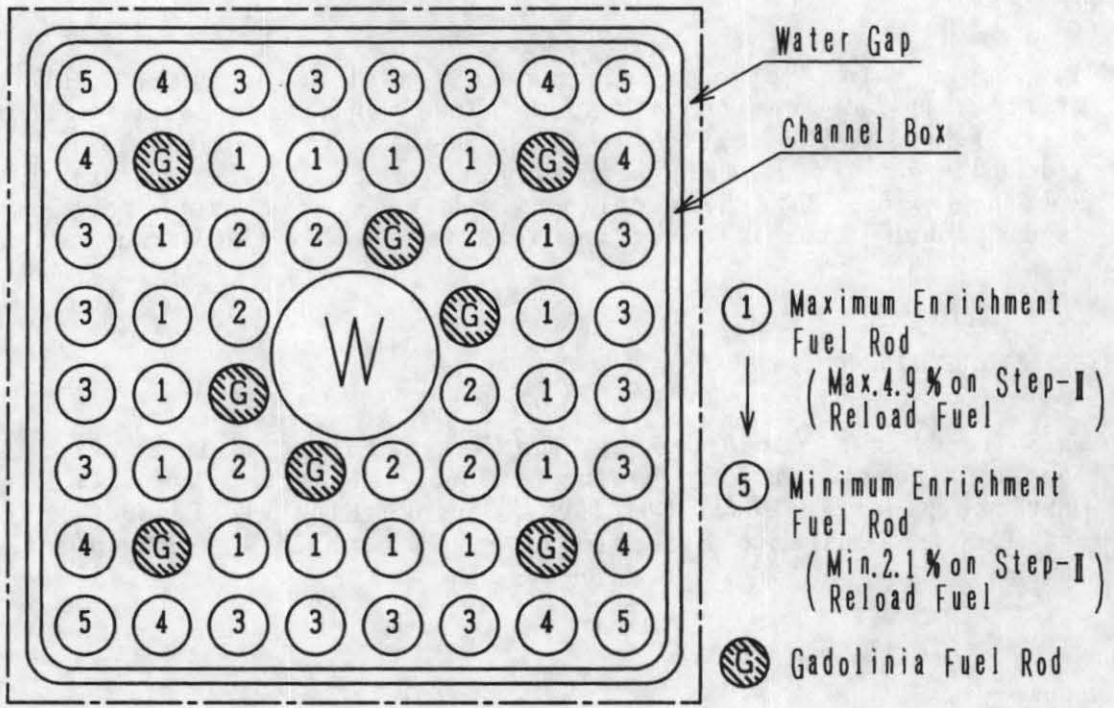 Water Gap
Channel Box
5 4 3 3 3 3 4 5
4 G 1 1 1 1 G 4
3 1 2 2 G 2 1 3
3 1 2 G 1 3
W
3 1 G 2 1 3
3 1 2 G 2 2 1 3
4 G 1 1 1 1 G 4
5 4 3 3 3 3 4 5
1 Maximum Enrichment
Fuel Rod
(Max.4.9% on Step-II
Reload Fuel)
5 Minimum Enrichment
Fuel Rod
(Min.2.1% on Step-II
Reload Fuel)
G Gadolinia Fuel Rod